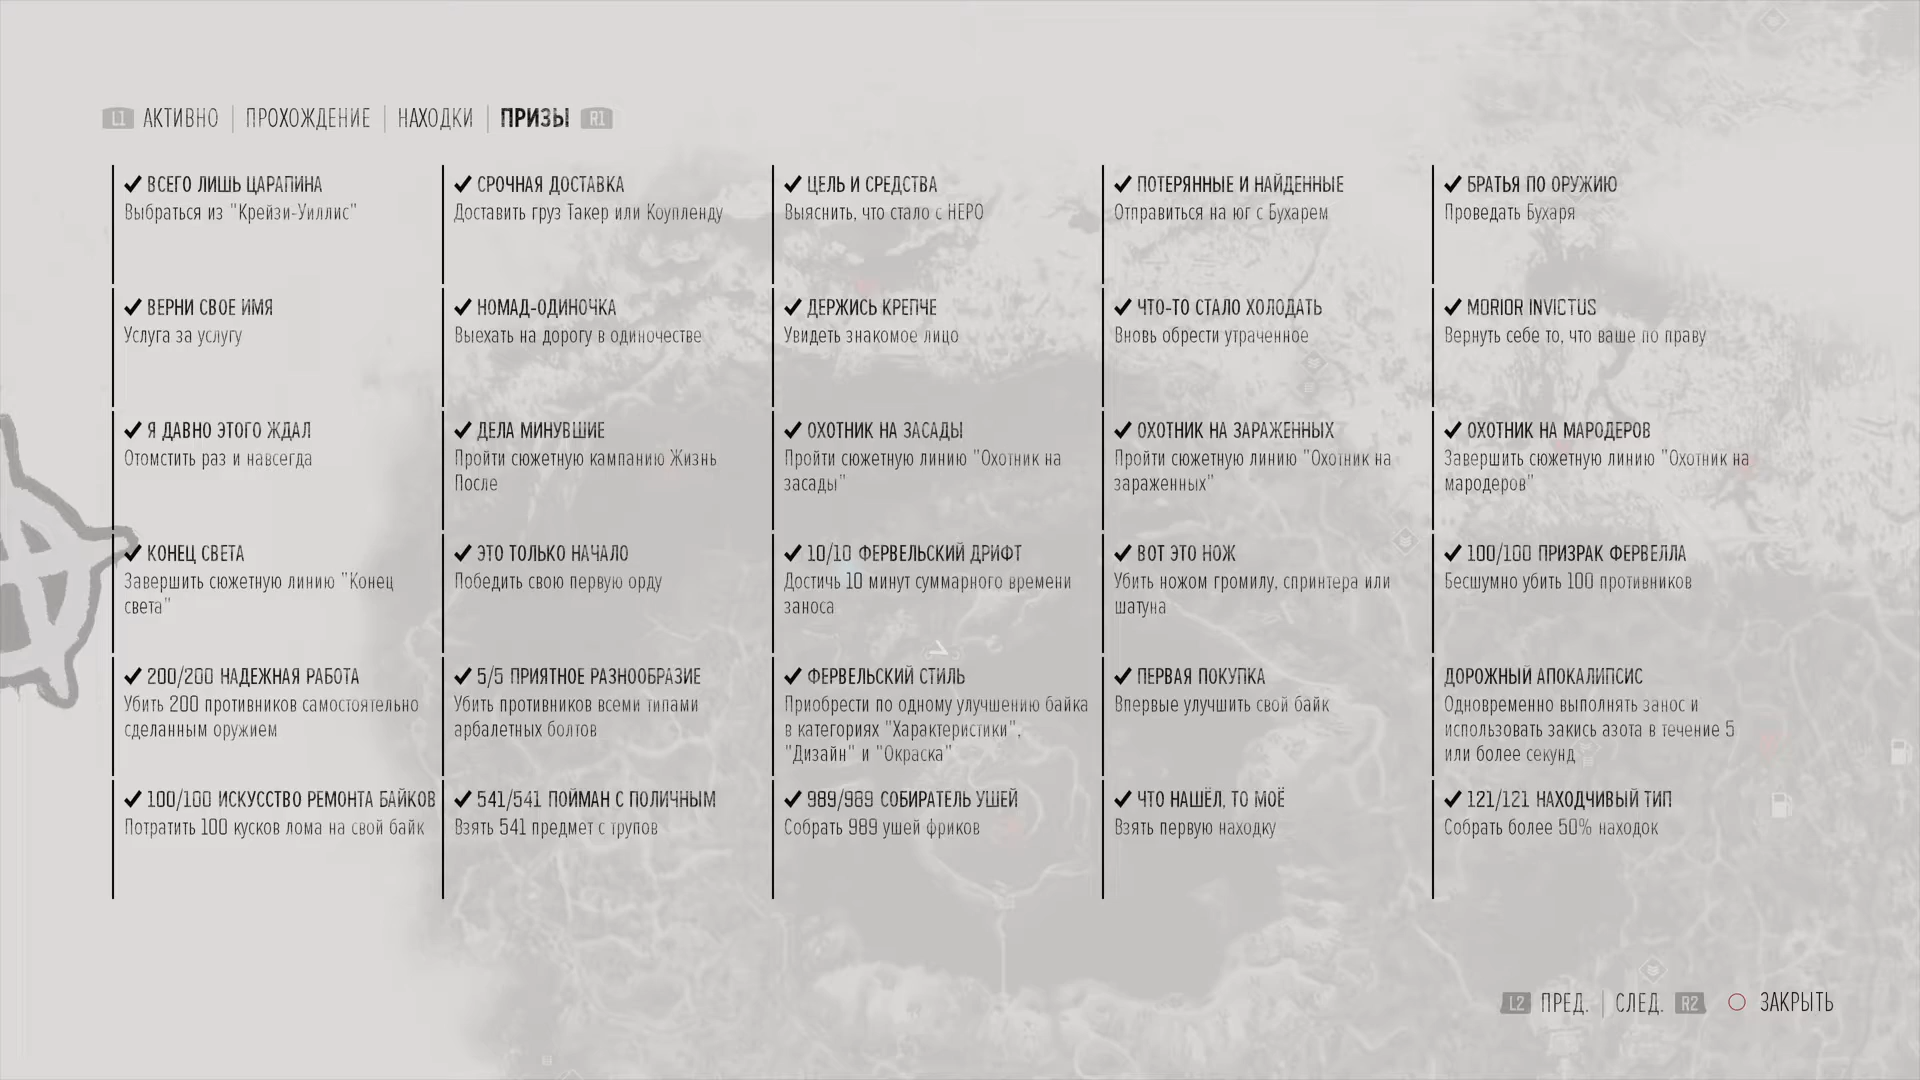 L1 АКТИВНО | ПРОХОЖДЕНИЕ | НАХОДКИ | ПРИЗЫ R1
✔ ВСЕГО ЛИШЬ ЦАРАПИНА
Выбраться из "Крейзи-Уиллис"
✔ СРОЧНАЯ ДОСТАВКА
Доставить груз Такер или Коупленду
✔ ЦЕЛЬ И СРЕДСТВА
Выяснить, что стало с НЕРО
✔ ПОТЕРЯННЫЕ И НАЙДЕННЫЕ
Отправиться на юг с Бухарем
✔ БРАТЬЯ ПО ОРУЖИЮ
Проведать Бухаря
✔ ВЕРНИ СВОЕ ИМЯ
Услуга за услугу
✔ НОМАД-ОДИНОЧКА
Выехать на дорогу в одиночестве
✔ ДЕРЖИСЬ КРЕПЧЕ
Увидеть знакомое лицо
✔ ЧТО-ТО СТАЛО ХОЛОДАТЬ
Вновь обрести утраченное
✔ MORIOR INVICTUS
Вернуть себе то, что ваше по праву
✔ Я ДАВНО ЭТОГО ЖДАЛ
Отомстить раз и навсегда
✔ ДЕЛА МИНУВШИЕ
Пройти сюжетную кампанию Жизнь
После
✔ ОХОТНИК НА ЗАСАДЫ
Пройти сюжетную линию "Охотник на
засады"
✔ ОХОТНИК НА ЗАРАЖЕННЫХ
Пройти сюжетную линию "Охотник на
зараженных"
✔ ОХОТНИК НА МАРОДЕРОВ
Завершить сюжетную линию "Охотник на
мародеров"
✔ КОНЕЦ СВЕТА
Завершить сюжетную линию "Конец
света"
✔ ЭТО ТОЛЬКО НАЧАЛО
Победить свою первую орду
✔ 10/10 ФЕРВЕЛЬСКИЙ ДРИФТ
Достичь 10 минут суммарного времени
заноса
✔ ВОТ ЭТО НОЖ
Убить ножом громилу, спринтера или
шатуна
✔ 100/100 ПРИЗРАК ФЕРВЕЛЛА
Бесшумно убить 100 противников
✔ 200/200 НАДЕЖНАЯ РАБОТА
Убить 200 противников самостоятельно
сделанным оружием
✔ 5/5 ПРИЯТНОЕ РАЗНООБРАЗИЕ
Убить противников всеми типами
арбалетных болтов
✔ ФЕРВЕЛЬСКИЙ СТИЛЬ
Приобрести по одному улучшению байка
в категориях "Характеристики",
"Дизайн" и "Окраска"
✔ ПЕРВАЯ ПОКУПКА
Впервые улучшить свой байк
ДОРОЖНЫЙ АПОКАЛИПСИС
Одновременно выполнять занос и
использовать закись азота в течение 5
или более секунд
✔ 100/100 ИСКУССТВО РЕМОНТА БАЙКОВ
Потратить 100 кусков лома на свой байк
✔ 541/541 ПОЙМАН С ПОЛИЧНЫМ
Взять 541 предмет с трупов
✔ 989/989 СОБИРАТЕЛЬ УШЕЙ
Собрать 989 ушей фриков
✔ ЧТО НАШЁЛ, ТО МОЁ
Взять первую находку
✔ 121/121 НАХОДЧИВЫЙ ТИП
Собрать более 50% находок
L2 ПРЕД. | СЛЕД. R2 ЗАКРЫТЬ